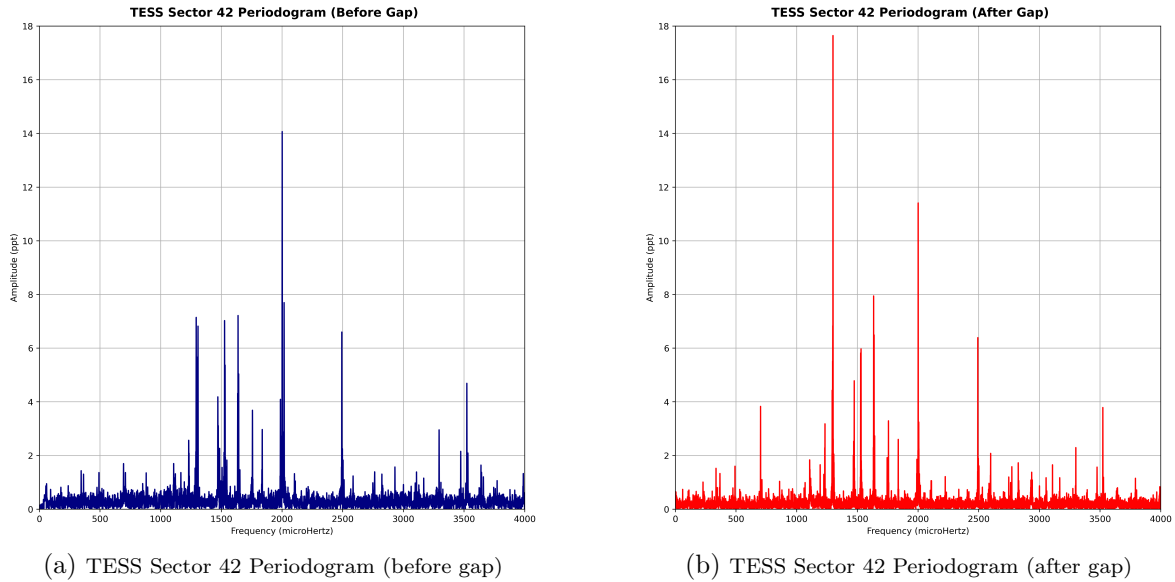 TESS Sector 42 Periodogram (Before Gap)
18
16
14
12
10
8
6
4
2
0
Amplitude (ppt)
0 500 1000 1500 2000 2500 3000 3500 4000
Frequency (microHertz)
(a) TESS Sector 42 Periodogram (before gap)
TESS Sector 42 Periodogram (After Gap)
18
16
14
12
10
8
6
4
2
0
Amplitude (ppt)
0 500 1000 1500 2000 2500 3000 3500 4000
Frequency (microHertz)
(b) TESS Sector 42 Periodogram (after gap)